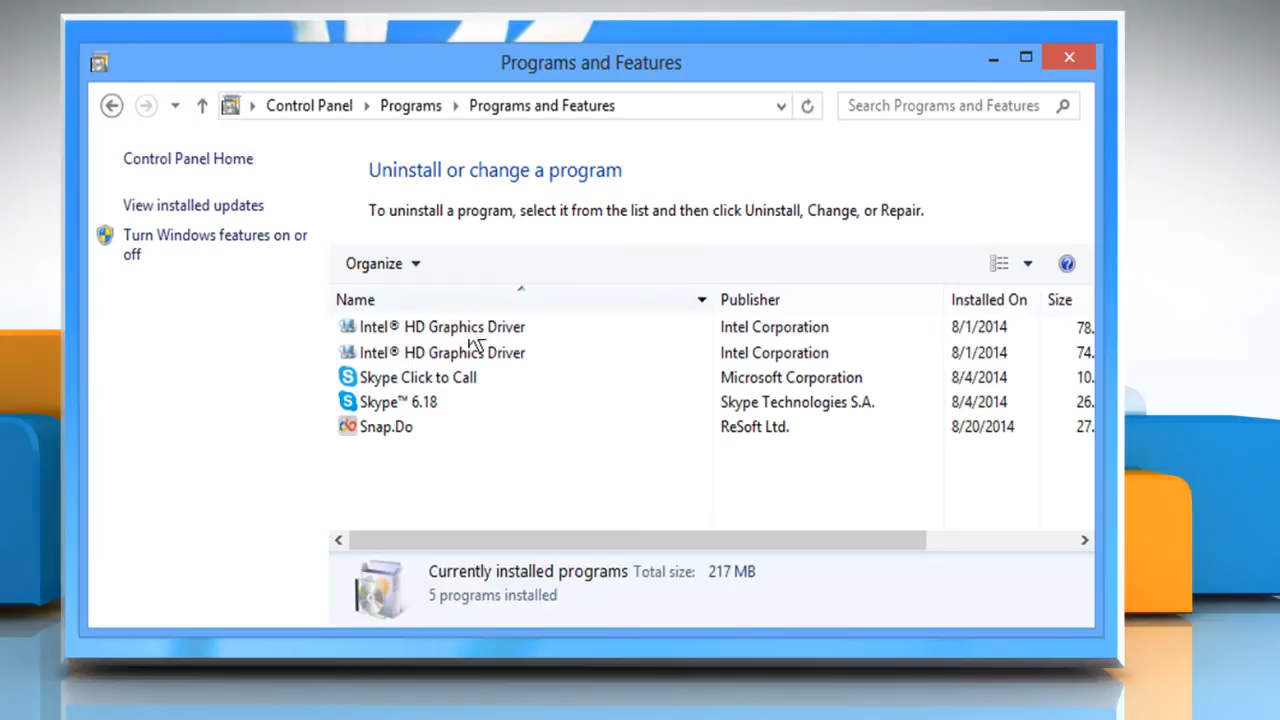 Programs and Features
Control Panel Programs Programs and Features
Search Programs and Features
Control Panel Home
View installed updates
Turn Windows features on or
off
Uninstall or change a program
To uninstall a program, select it from the list and then click Uninstall, Change, or Repair.
Organize
Name Publisher Installed On Size
Intel® HD Graphics Driver Intel Corporation 8/1/2014 78.
Intel® HD Graphics Driver Intel Corporation 8/1/2014 74.
Skype Click to Call Microsoft Corporation 8/4/2014 10.
Skype™ 6.18 Skype Technologies S.A. 8/4/2014 26.
Snap.Do ReSoft Ltd. 8/20/2014 27.
Currently installed programs Total size: 217 MB
5 programs installed